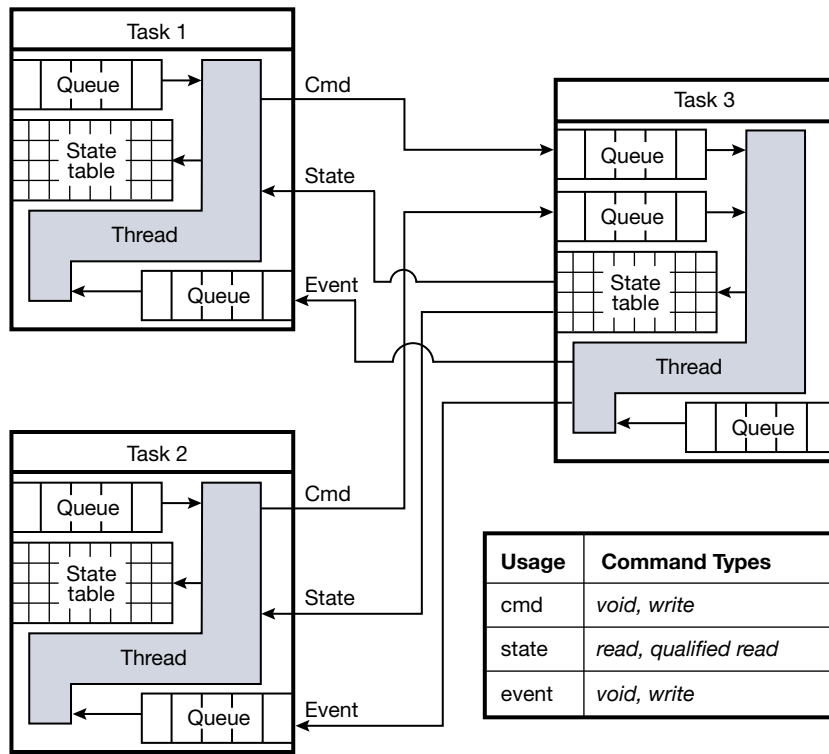 Task 1
Queue
State
table
Thread
Queue
Cmd
State
Event
Task 3
Queue
Queue
State
table
Thread
Queue
Task 2
Queue
State
table
Thread
Queue
Cmd
State
Event
Usage Command Types
cmd void, write
state read, qualified read
event void, write